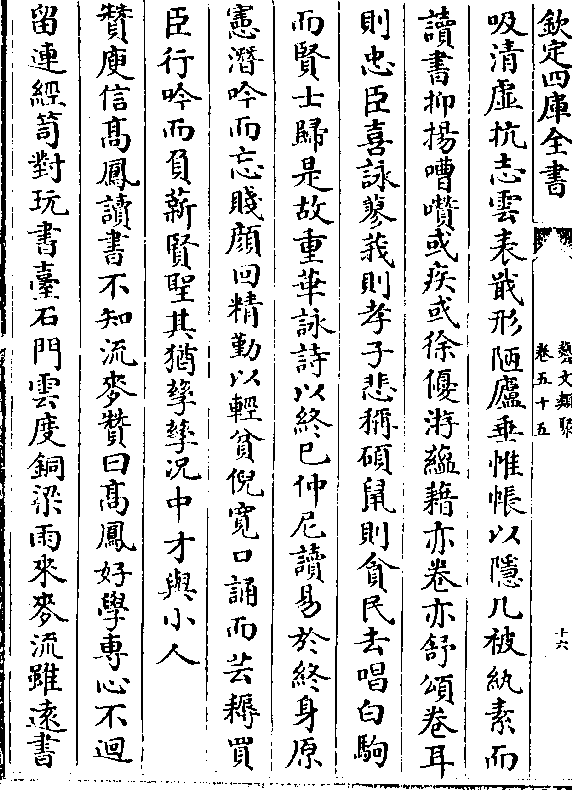 欽定四庫全書
藝文類聚
卷五十五
十六
吸清虛抗志雲表戢形陋廬垂惟帳以隱几被紈素而
讀書抑揚嘈囋或疾或徐優游蘊藉亦卷亦舒頌卷耳
則忠臣喜詠蓼莪則孝子悲稱碩鼠則貪民去唱白駒
而賢士歸是故重華詠詩以終已仲尼讀易於終身原
憲潛吟而忘賤顔回精勤以輕貧倪寛口誦而芸耨買
臣行吟而負薪賢聖其猶孳孳況中才與小人
贊庾信髙鳳讀書不知流麥贊曰髙鳳好學專心不迴
留連經笥對玩書臺石門雲度銅梁雨來麥流雖遠書